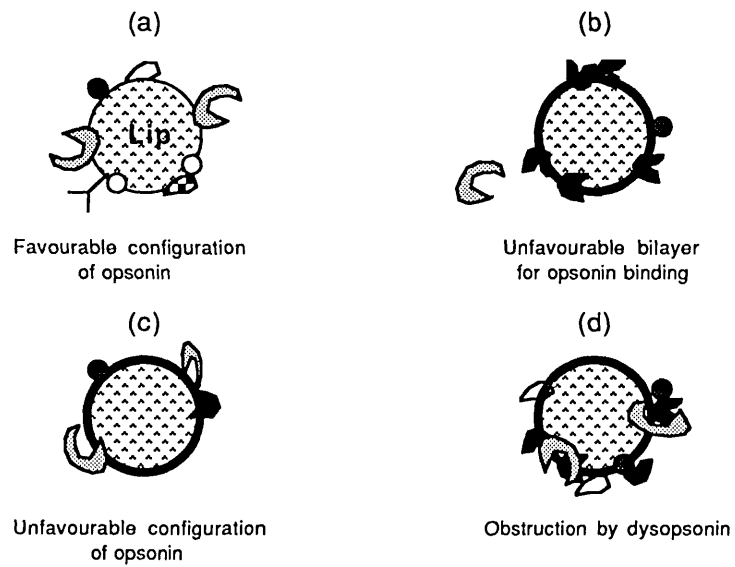 (a)
Lip
Favourable configuration
of opsonin
(b)
Unfavourable bilayer
for opsonin binding
(c)
Unfavourable configuration
of opsonin
(d)
Obstruction by dysopsonin